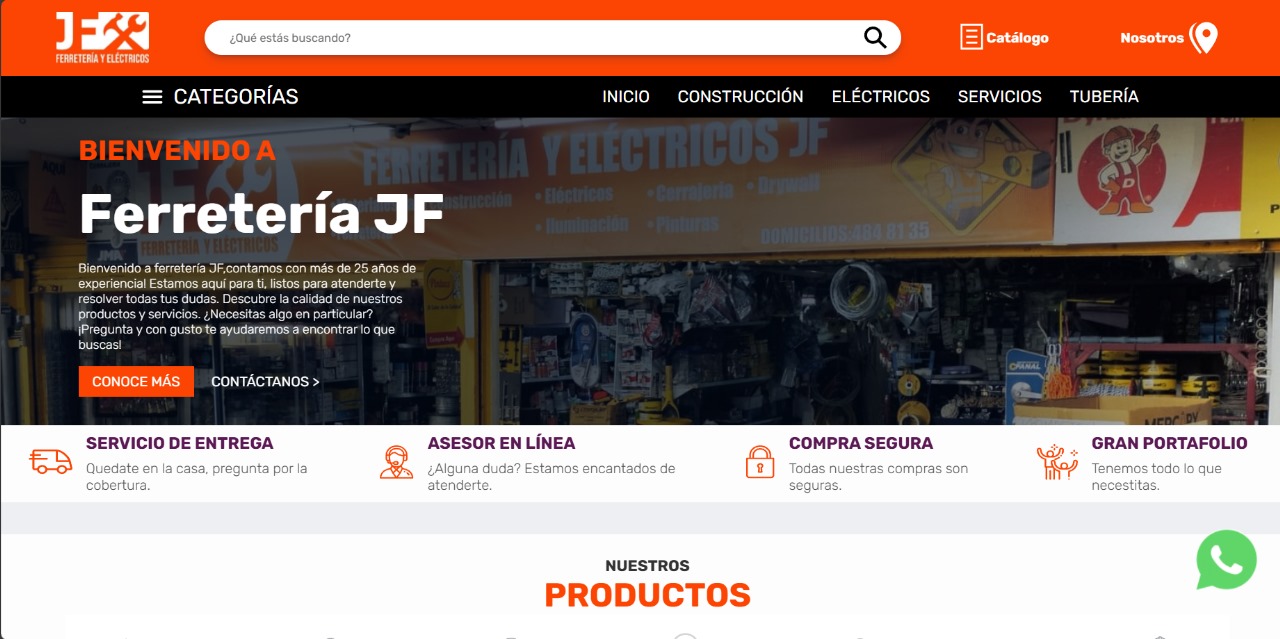 JF
FERRETERÍA Y ELÉCTRICOS
¿Qué estás buscando?
Catálogo
Nosotros
CATEGORÍAS
INICIO
CONSTRUCCIÓN
ELÉCTRICOS
SERVICIOS
TUBERÍA
FERRETERÍA Y ELÉCTRICOS JF
• Eléctricos • Cerrajería • Drywall
• Iluminación • Pinturas
DOMICILIOS:484 81 35
AQUÍ
FERRETERÍA Y ELÉCTRICOS
BIENVENIDO A
Ferretería JF
Bienvenido a ferretería JF,contamos con más de 25 años de
experiencia! Estamos aquí para ti, listos para atenderte y
resolver todas tus dudas. Descubre la calidad de nuestros
productos y servicios. ¿Necesitas algo en particular?
¡Pregunta y con gusto te ayudaremos a encontrar lo que
buscas!
CONOCE MÁS
CONTÁCTANOS >
SERVICIO DE ENTREGA
Quedate en la casa, pregunta por la
cobertura.
ASESOR EN LÍNEA
¿Alguna duda? Estamos encantados de
atenderte.
COMPRA SEGURA
Todas nuestras compras son
seguras.
GRAN PORTAFOLIO
Tenemos todo lo que
necesitas.
NUESTROS
PRODUCTOS